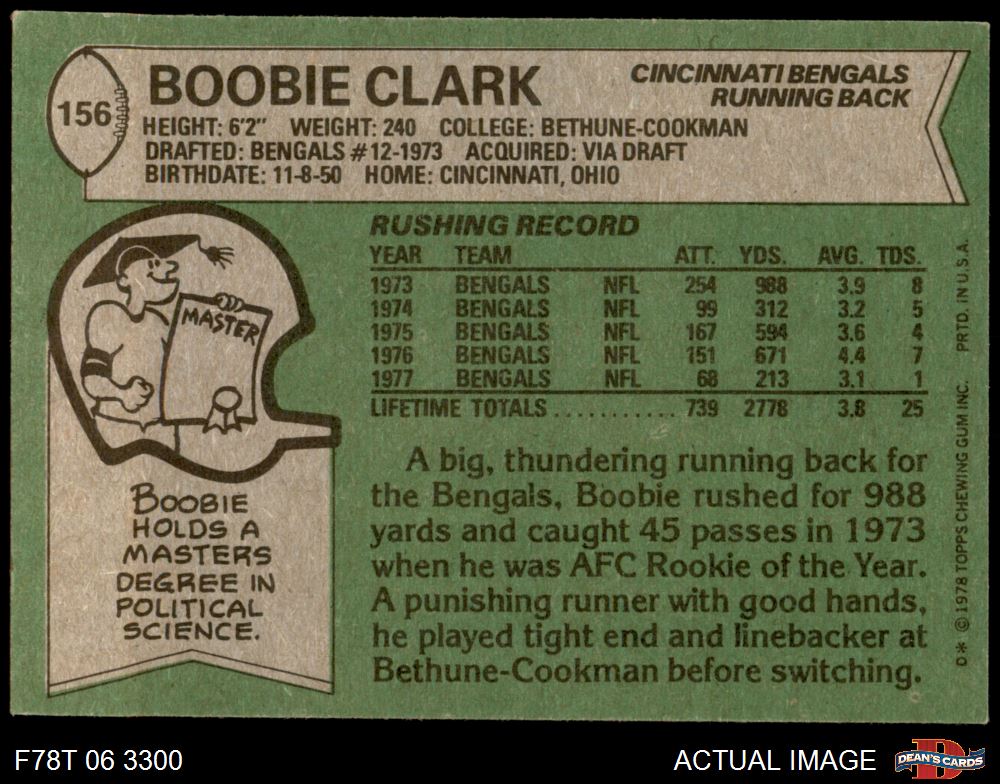 156
BOOBIE CLARK
CINCINNATI BENGALS
RUNNING BACK
HEIGHT: 6'2" WEIGHT: 240 COLLEGE: BETHUNE-COOKMAN
DRAFTED: BENGALS #12-1973 ACQUIRED: VIA DRAFT
BIRTHDATE: 11-8-50 HOME: CINCINNATI, OHIO
MASTER
BOOBIE
HOLDS A
MASTERS
DEGREE IN
POLITICAL
SCIENCE.
RUSHING RECORD
YEAR TEAM ATT. YDS. AVG. TDS.
1973 BENGALS NFL 254 988 3.9 8
1974 BENGALS NFL 99 312 3.2 5
1975 BENGALS NFL 167 594 3.6 4
1976 BENGALS NFL 151 671 4.4 7
1977 BENGALS NFL 68 213 3.1 1
LIFETIME TOTALS ........... 739 2778 3.8 25
A big, thundering running back for
the Bengals, Boobie rushed for 988
yards and caught 45 passes in 1973
when he was AFC Rookie of the Year.
A punishing runner with good hands,
he played tight end and linebacker at
Bethune-Cookman before switching.
D* ©1978 TOPPS CHEWING GUM INC. PRTD. IN U.S.A.
F78T 06 3300
ACTUAL IMAGE
D
DEAN'S CARDS